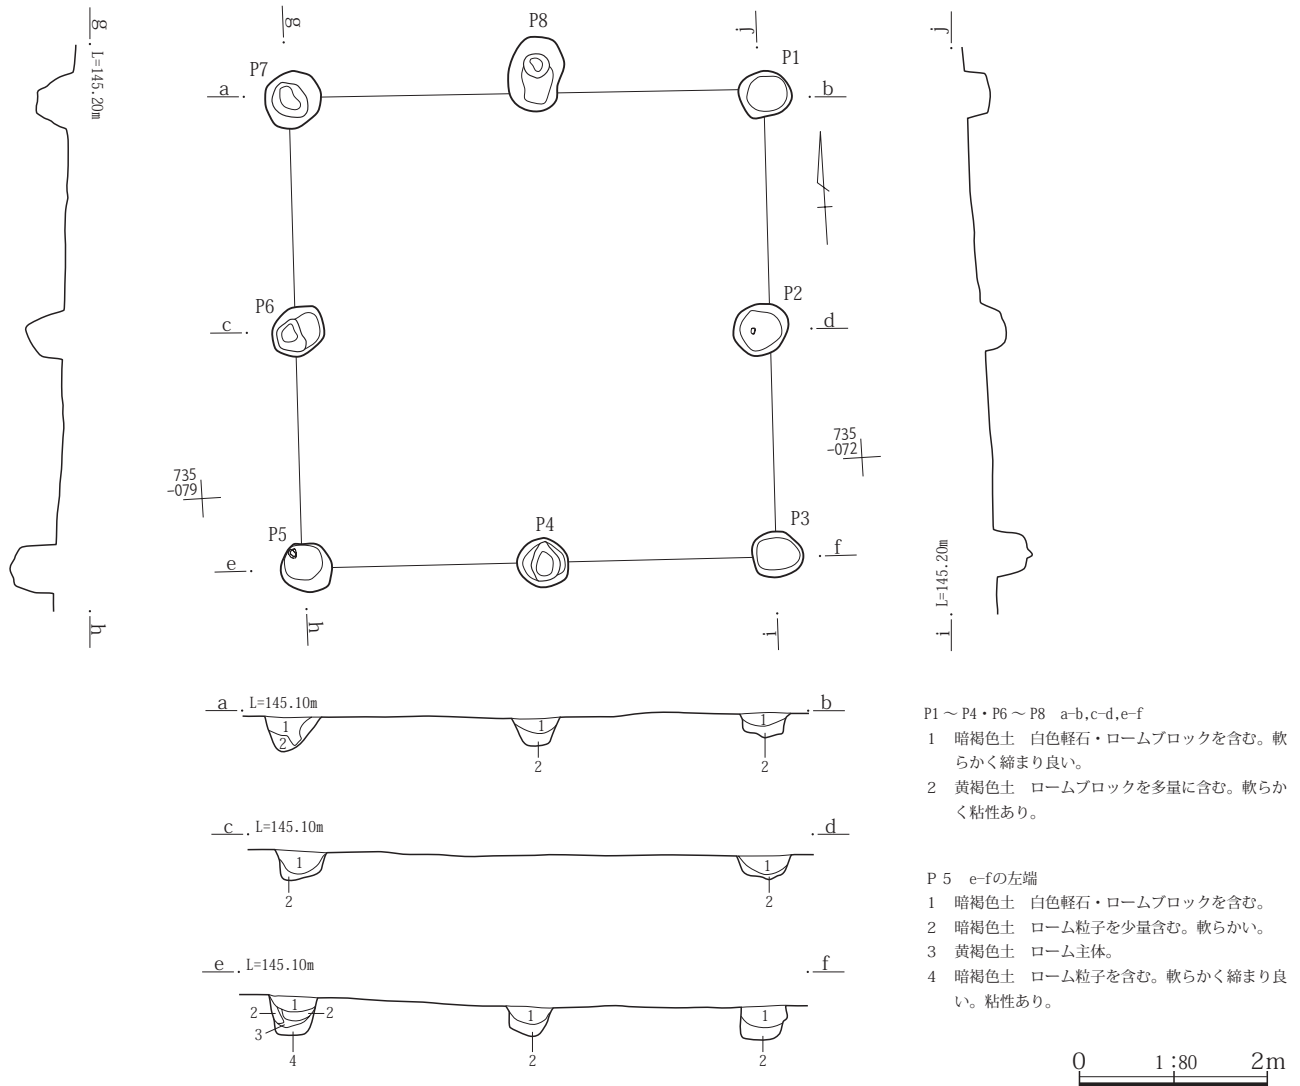 g
L=145.20m
h
g
P8
j
P7
P1
a
b
P6
P2
c
d
735
-072
735
-079
P5
P4
P3
e
f
h
i
j
L=145.20m
i
a
L=145.10m
b
1
2
1
2
1
2
c
L=145.10m
d
1
2
1
2
e
L=145.10m
f
1
2
2
3
4
1
2
1
2
P1～P4・P6～P8 a-b,c-d,e-f
1 暗褐色土 白色軽石・ロームブロックを含む。軟
らかく締まり良い。
2 黄褐色土 ロームブロックを多量に含む。軟らか
く粘性あり。
P 5 e-fの左端
1 暗褐色土 白色軽石・ロームブロックを含む。
2 暗褐色土 ローム粒子を少量含む。軟らかい。
3 黄褐色土 ローム主体。
4 暗褐色土 ローム粒子を含む。軟らかく締まり良
い。粘性あり。
0 1:80 2m